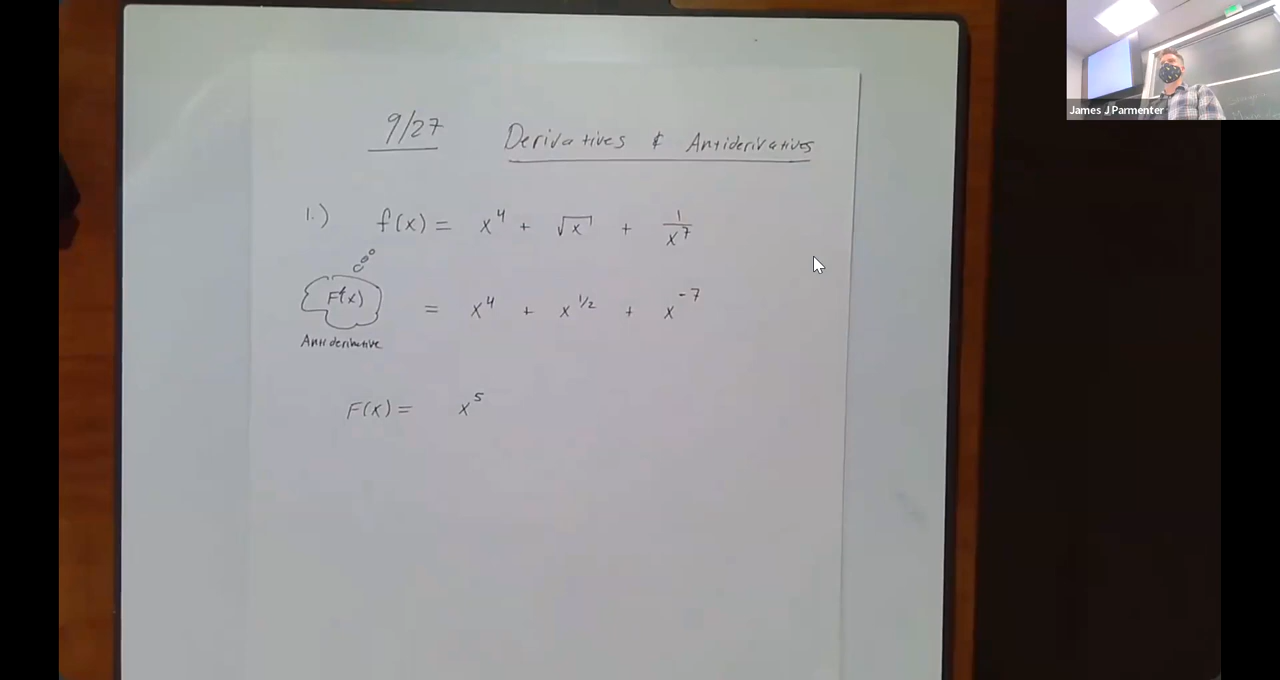 James J Parmenter
9/27 Derivatives & Antiderivatives
1.) f(x) = x⁴ + √x + 1/x⁷
F(x) = x⁴ + x^1/2 + x^-7
Antiderivative
F(x) = x⁵